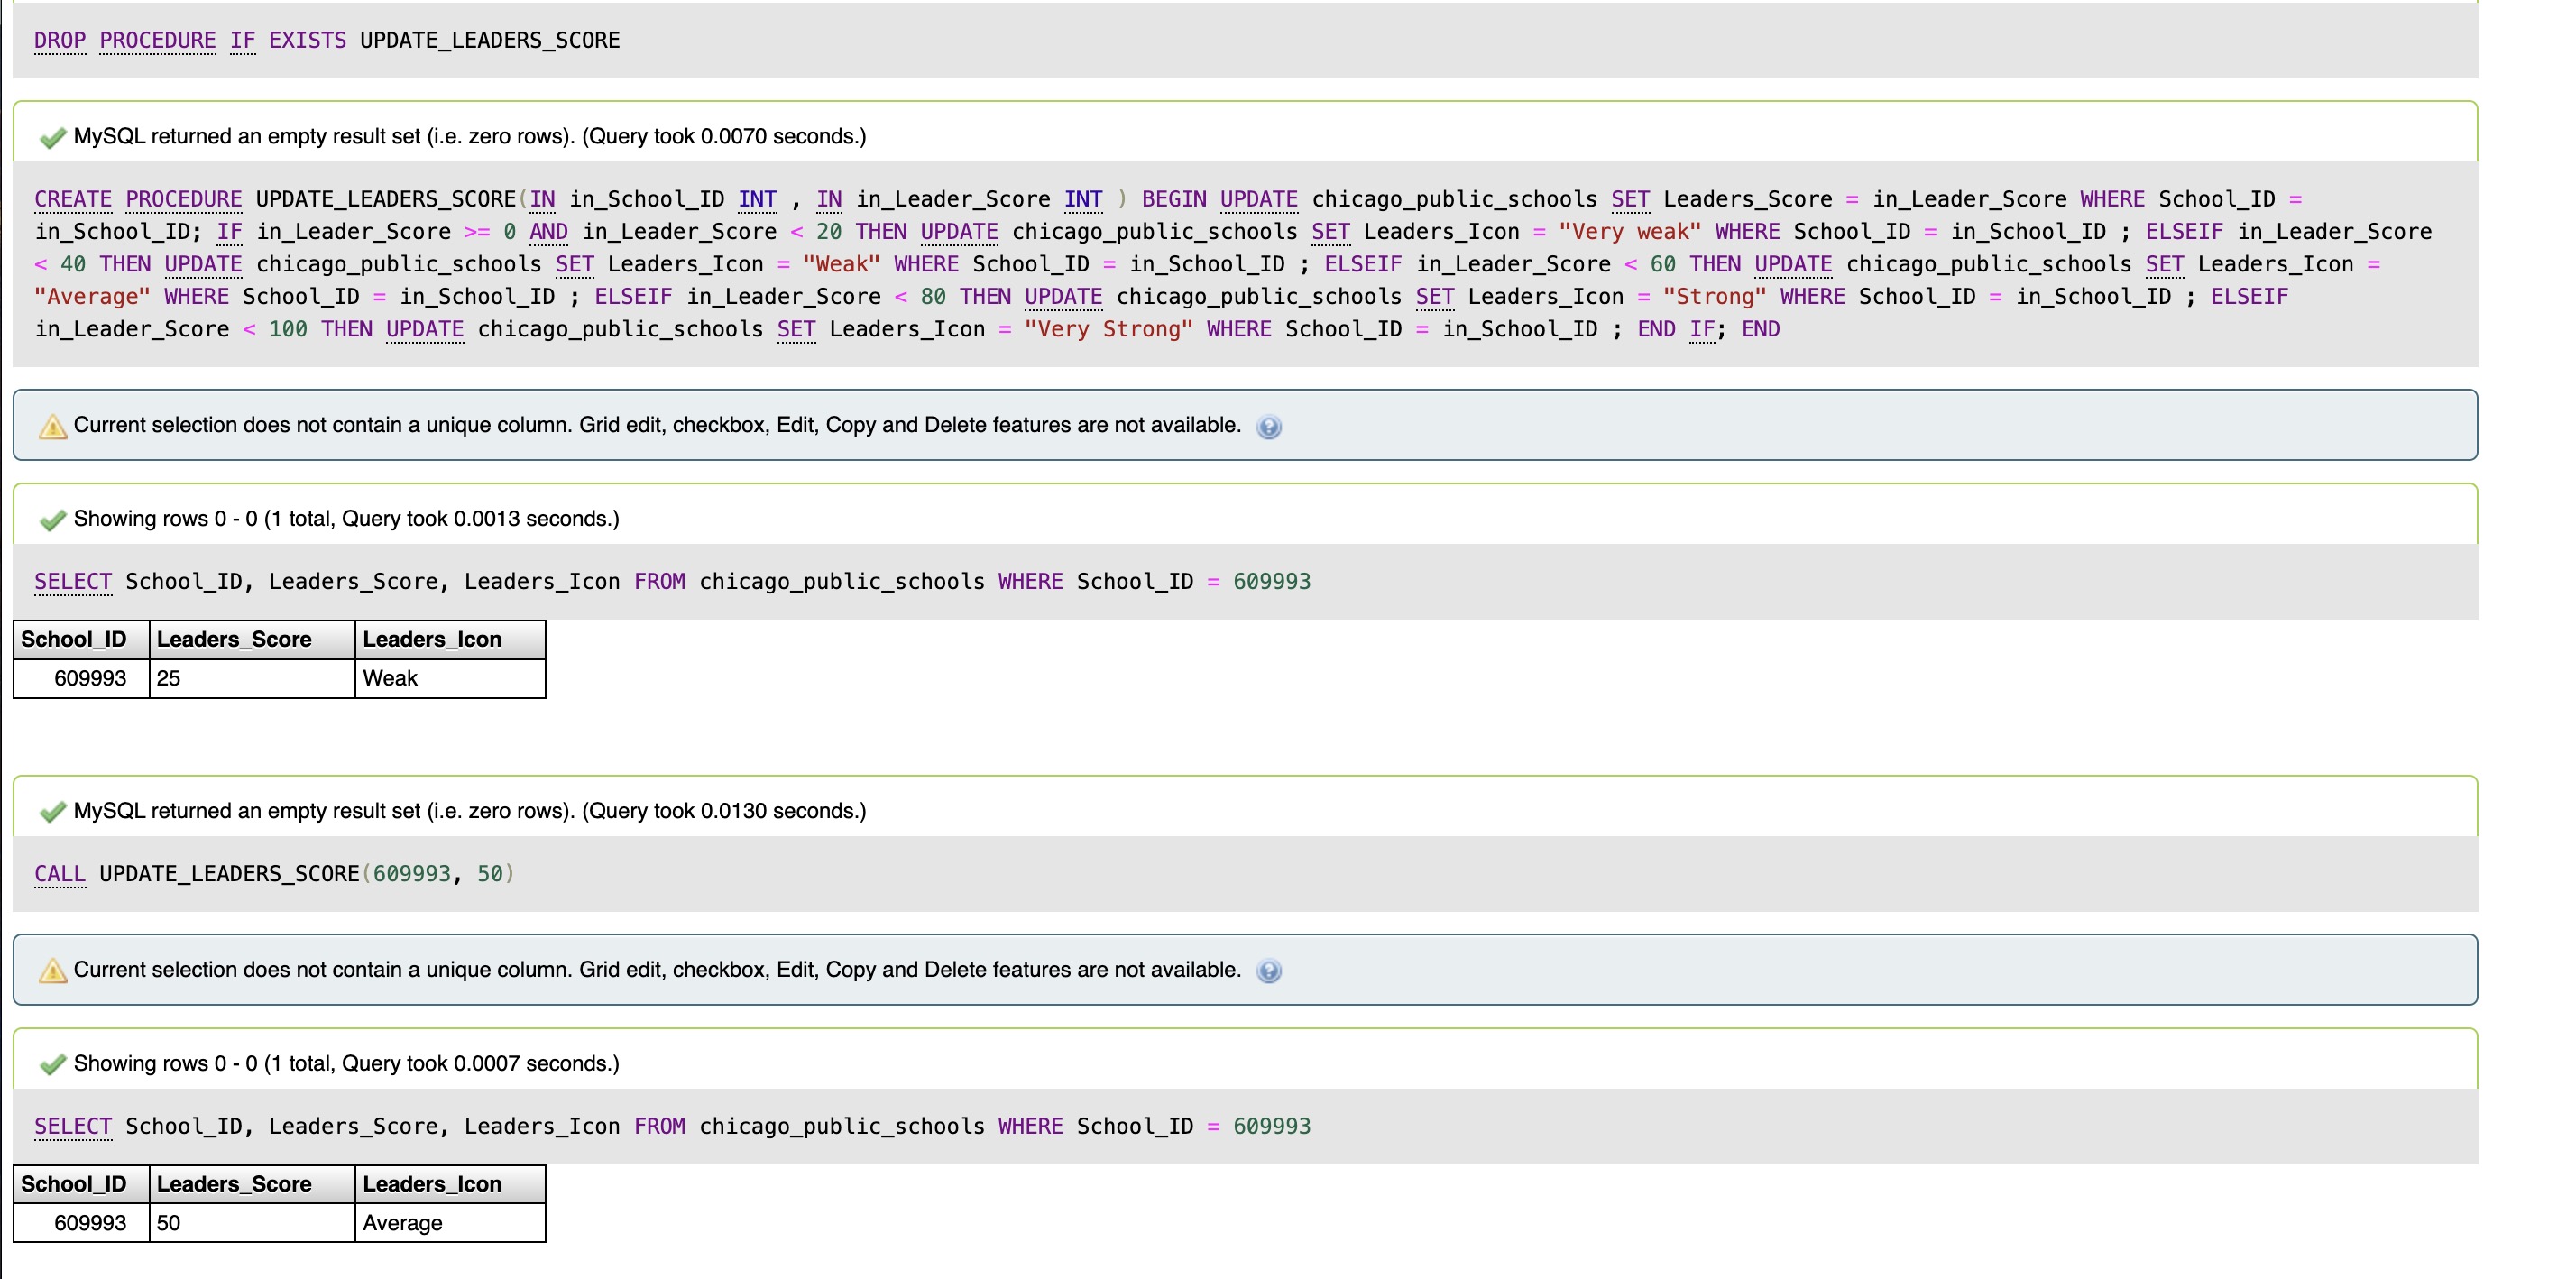 DROP PROCEDURE IF EXISTS UPDATE_LEADERS_SCORE
MySQL returned an empty result set (i.e. zero rows). (Query took 0.0070 seconds.)
CREATE PROCEDURE UPDATE_LEADERS_SCORE(IN in_School_ID INT , IN in_Leader_Score INT ) BEGIN UPDATE chicago_public_schools SET Leaders_Score = in_Leader_Score WHERE School_ID =
in_School_ID; IF in_Leader_Score >= 0 AND in_Leader_Score < 20 THEN UPDATE chicago_public_schools SET Leaders_Icon = "Very weak" WHERE School_ID = in_School_ID ; ELSEIF in_Leader_Score
< 40 THEN UPDATE chicago_public_schools SET Leaders_Icon = "Weak" WHERE School_ID = in_School_ID ; ELSEIF in_Leader_Score < 60 THEN UPDATE chicago_public_schools SET Leaders_Icon =
"Average" WHERE School_ID = in_School_ID ; ELSEIF in_Leader_Score < 80 THEN UPDATE chicago_public_schools SET Leaders_Icon = "Strong" WHERE School_ID = in_School_ID ; ELSEIF
in_Leader_Score < 100 THEN UPDATE chicago_public_schools SET Leaders_Icon = "Very Strong" WHERE School_ID = in_School_ID ; END IF; END
Current selection does not contain a unique column. Grid edit, checkbox, Edit, Copy and Delete features are not available.
Showing rows 0 - 0 (1 total, Query took 0.0013 seconds.)
SELECT School_ID, Leaders_Score, Leaders_Icon FROM chicago_public_schools WHERE School_ID = 609993
School_ID Leaders_Score Leaders_Icon
609993 25 Weak
MySQL returned an empty result set (i.e. zero rows). (Query took 0.0130 seconds.)
CALL UPDATE_LEADERS_SCORE(609993, 50)
Current selection does not contain a unique column. Grid edit, checkbox, Edit, Copy and Delete features are not available.
Showing rows 0 - 0 (1 total, Query took 0.0007 seconds.)
SELECT School_ID, Leaders_Score, Leaders_Icon FROM chicago_public_schools WHERE School_ID = 609993
School_ID Leaders_Score Leaders_Icon
609993 50 Average